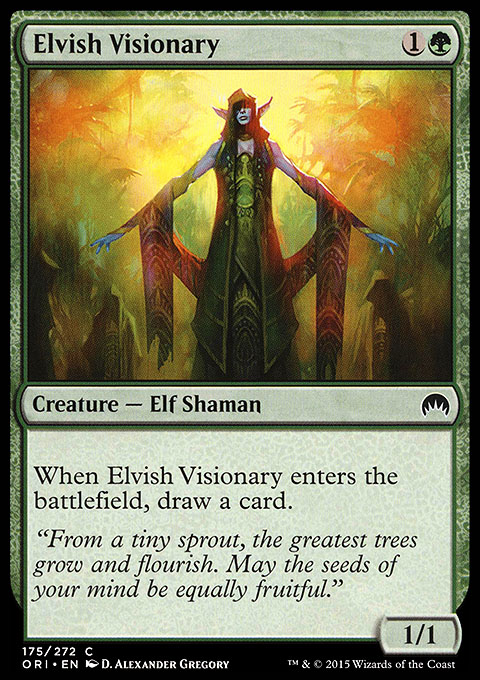 Elvish Visionary 1
Creature — Elf Shaman
When Elvish Visionary enters the
battlefield, draw a card.
“From a tiny sprout, the greatest trees
grow and flourish. May the seeds of
your mind be equally fruitful.”
1/1
175/272 C
ORI • EN D. Alexander Gregory
™ & © 2015 Wizards of the Coast